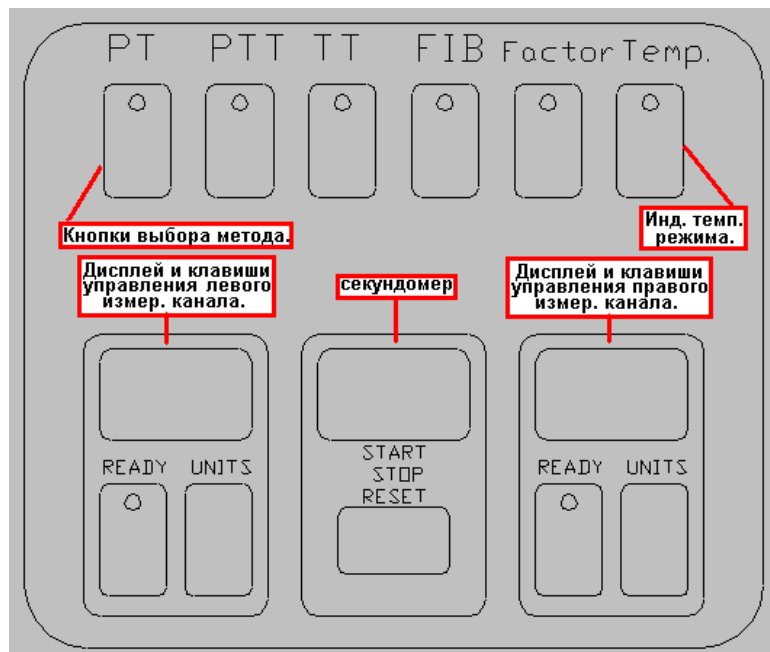 PT PTT TT FIB Factor Temp.
Кнопки выбора метода.
Инд. темп.
режима.
Дисплей и клавиши
управления левого
измер. канала.
секундомер
Дисплей и клавиши
управления правого
измер. канала.
READY UNITS
START
STOP
RESET
READY UNITS